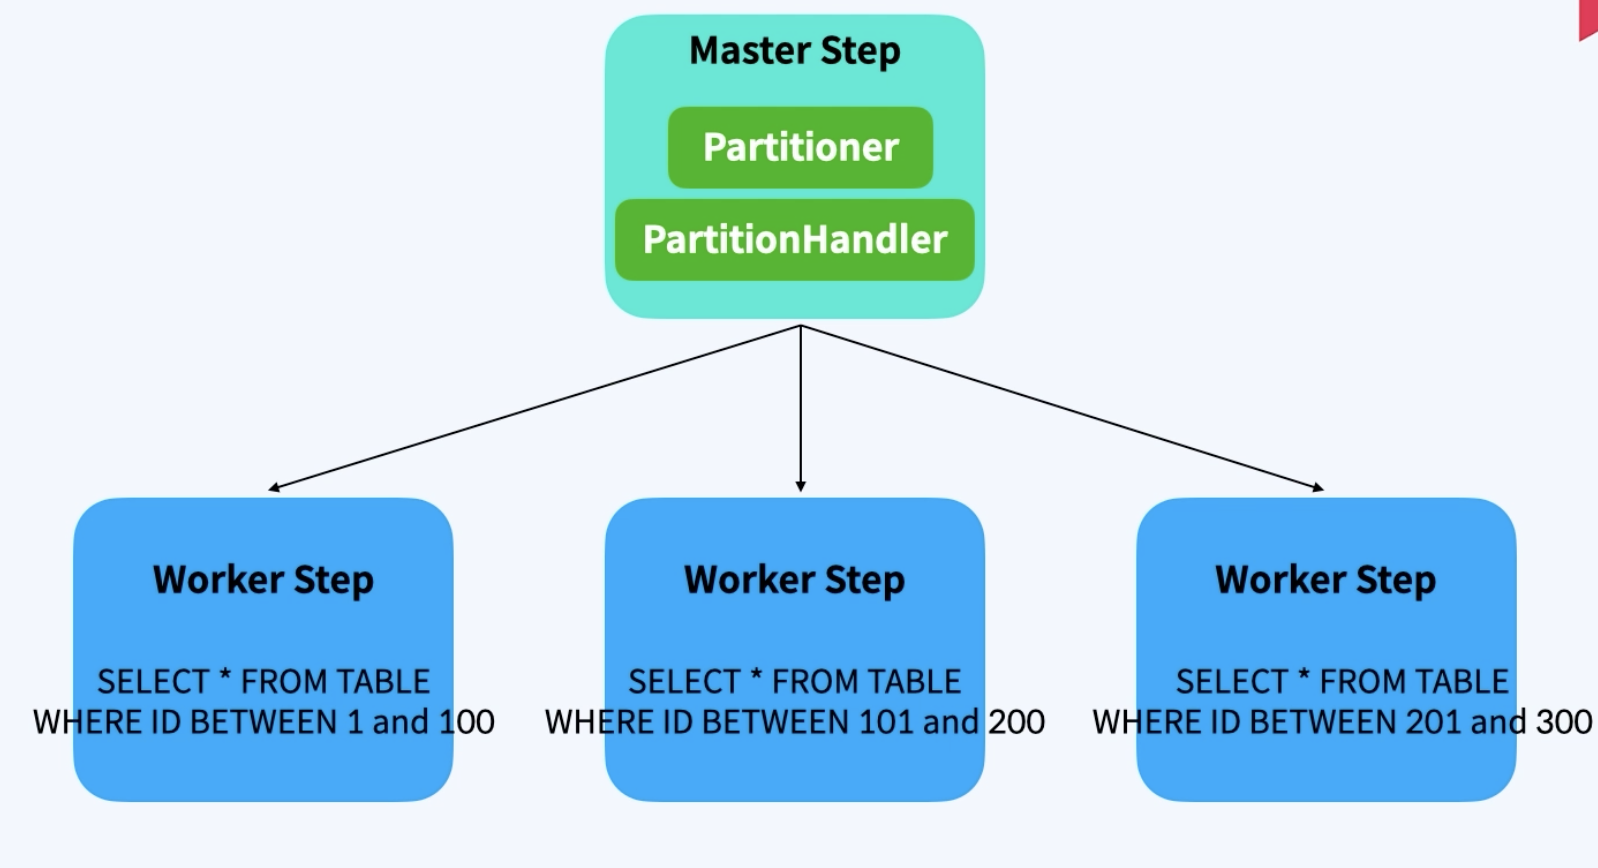 Master Step
Partitioner
PartitionHandler
Worker Step
SELECT * FROM TABLE
WHERE ID BETWEEN 1 and 100
Worker Step
SELECT * FROM TABLE
WHERE ID BETWEEN 101 and 200
Worker Step
SELECT * FROM TABLE
WHERE ID BETWEEN 201 and 300